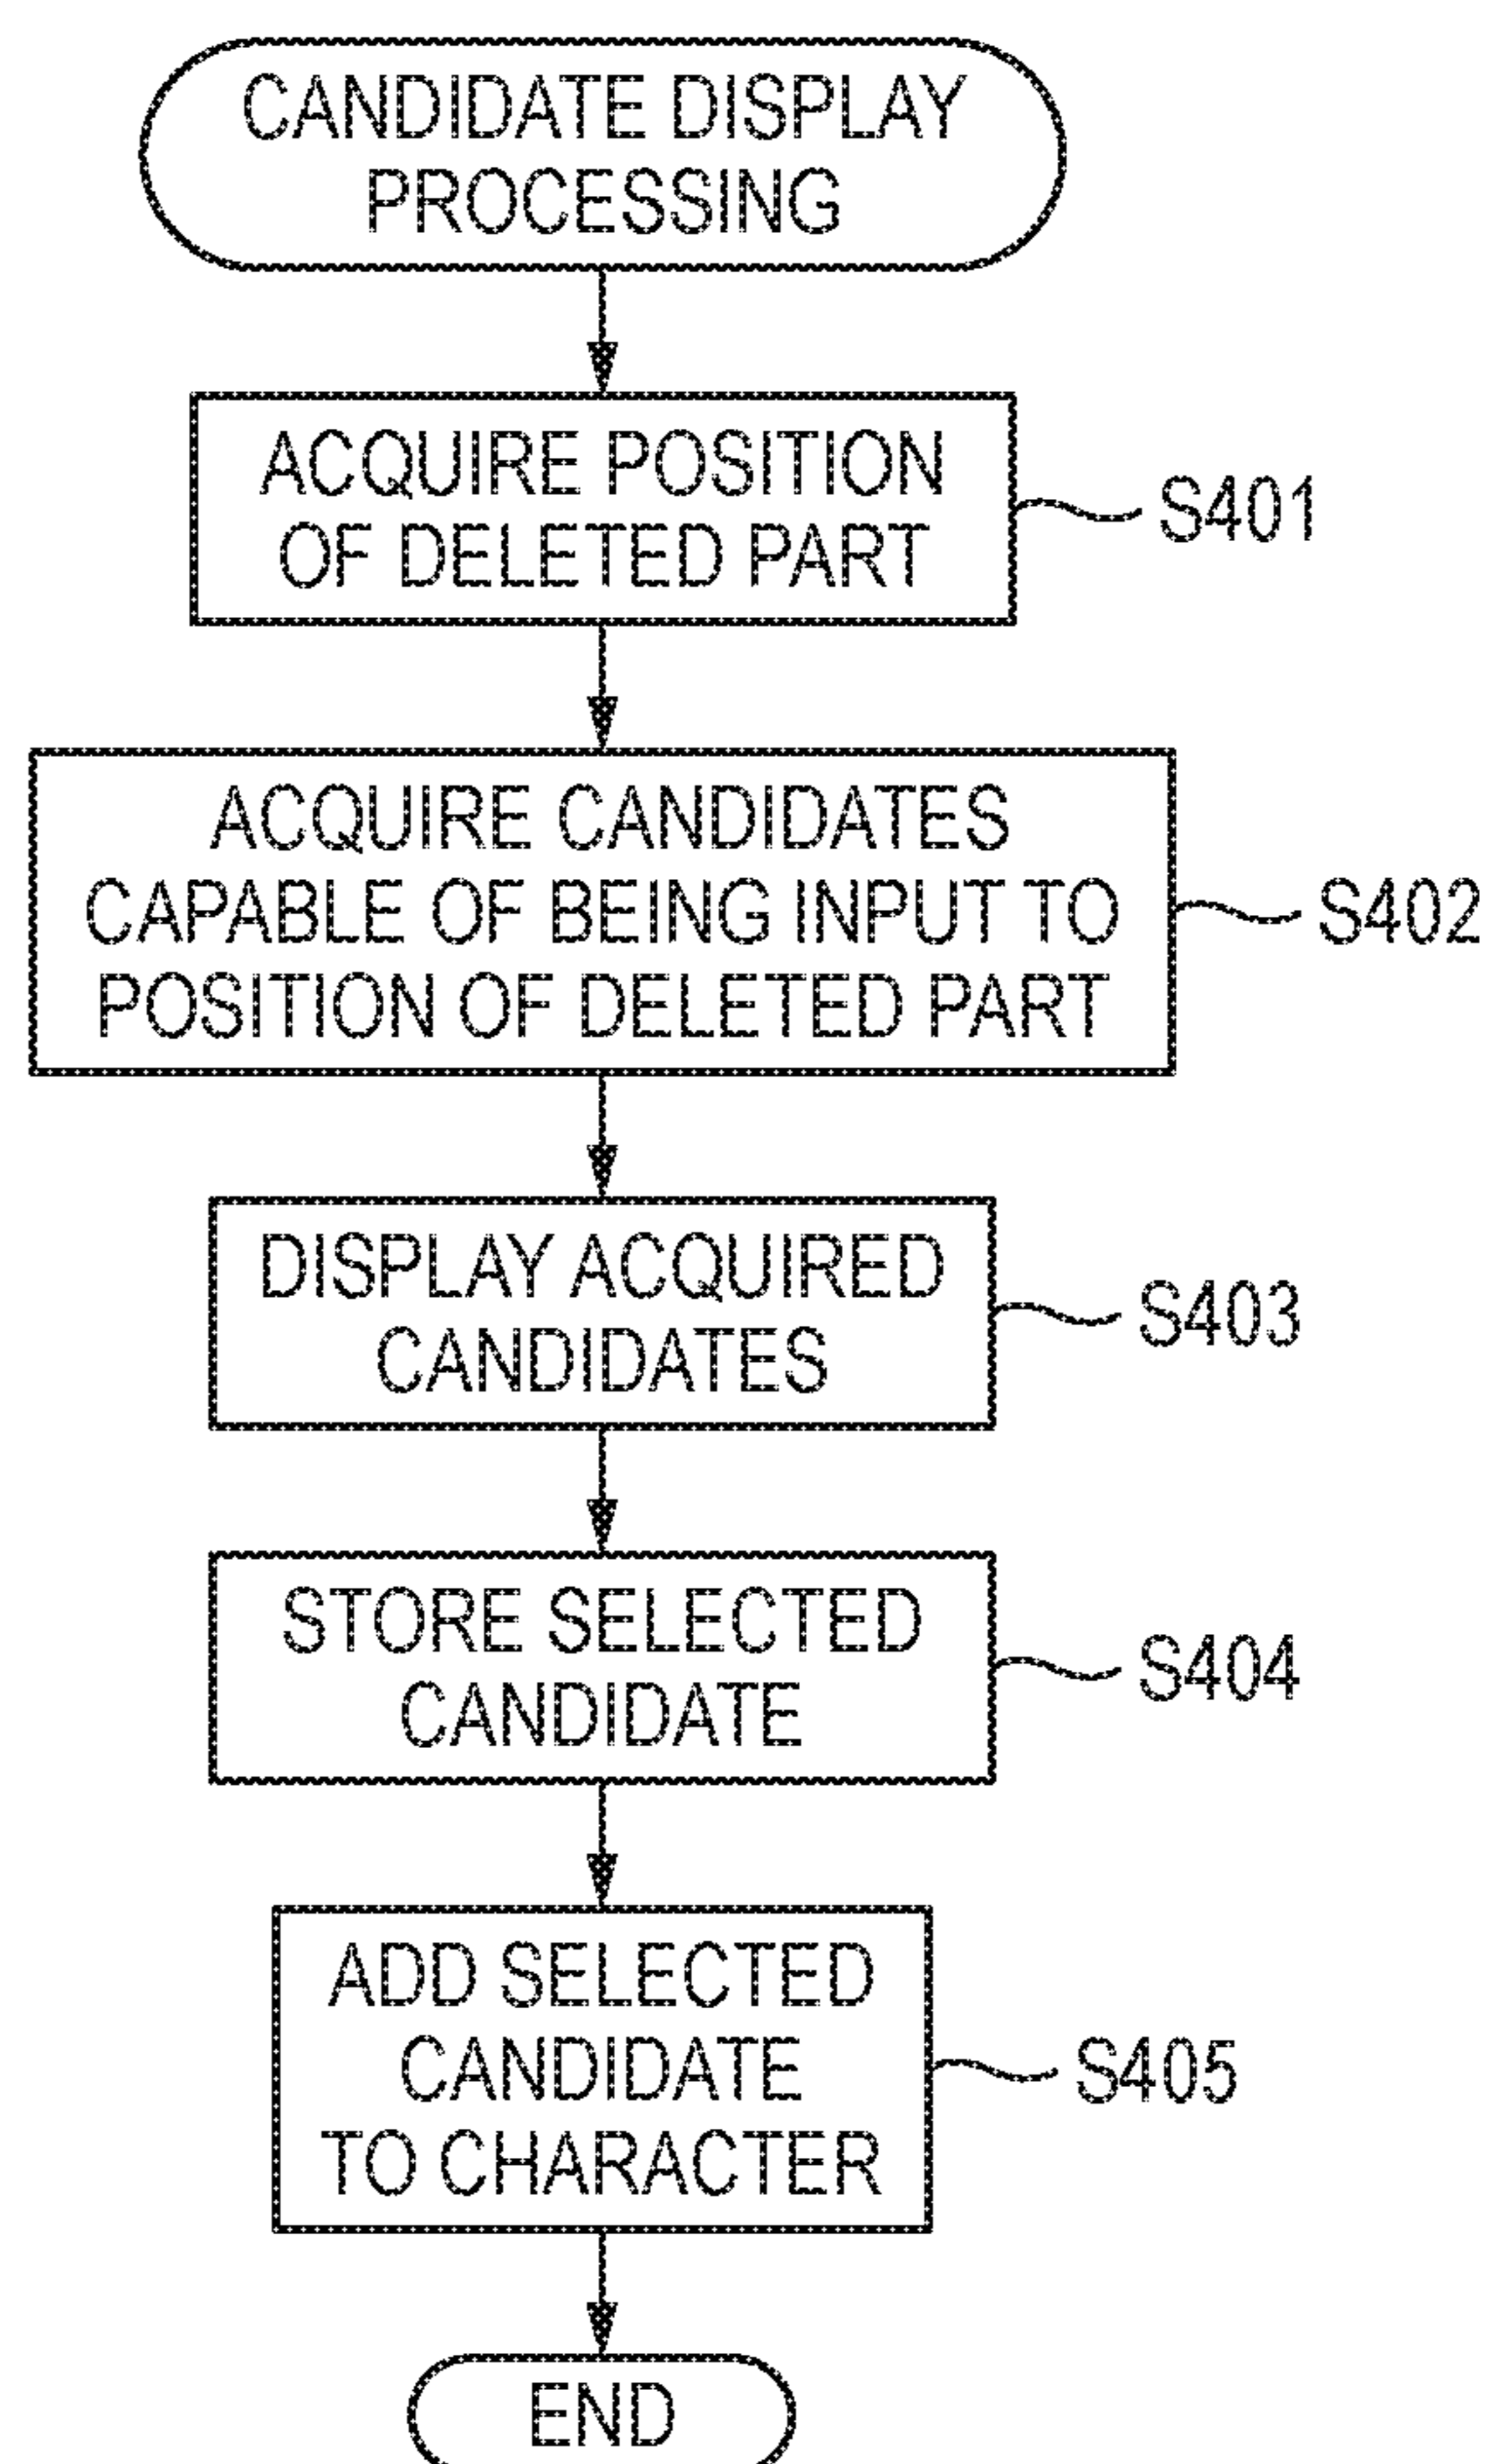 CANDIDATE DISPLAY
PROCESSING
ACQUIRE POSITION
OF DELETED PART
S401
ACQUIRE CANDIDATES
CAPABLE OF BEING INPUT TO
POSITION OF DELETED PART
S402
DISPLAY ACQUIRED
CANDIDATES
S403
STORE SELECTED
CANDIDATE
S404
ADD SELECTED
CANDIDATE
TO CHARACTER
S405
END